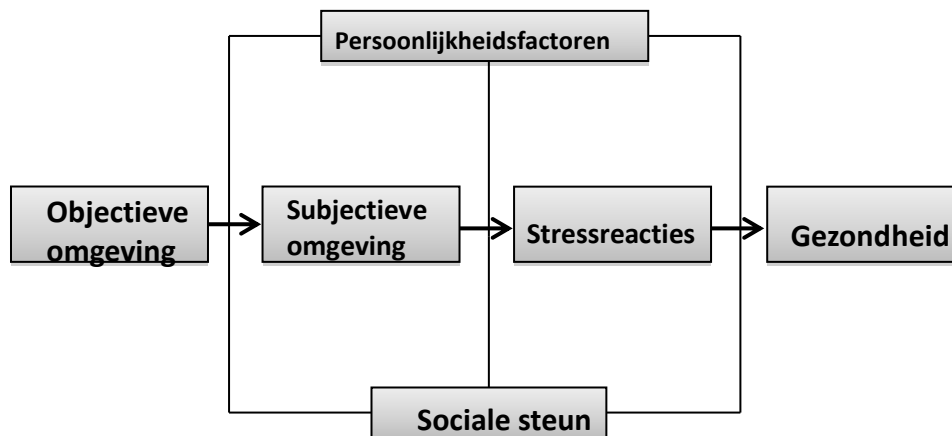 Persoonlijkheidsfactoren
Objectieve
omgeving
Subjectieve
omgeving
Stressreacties
Gezondheid
Sociale steun